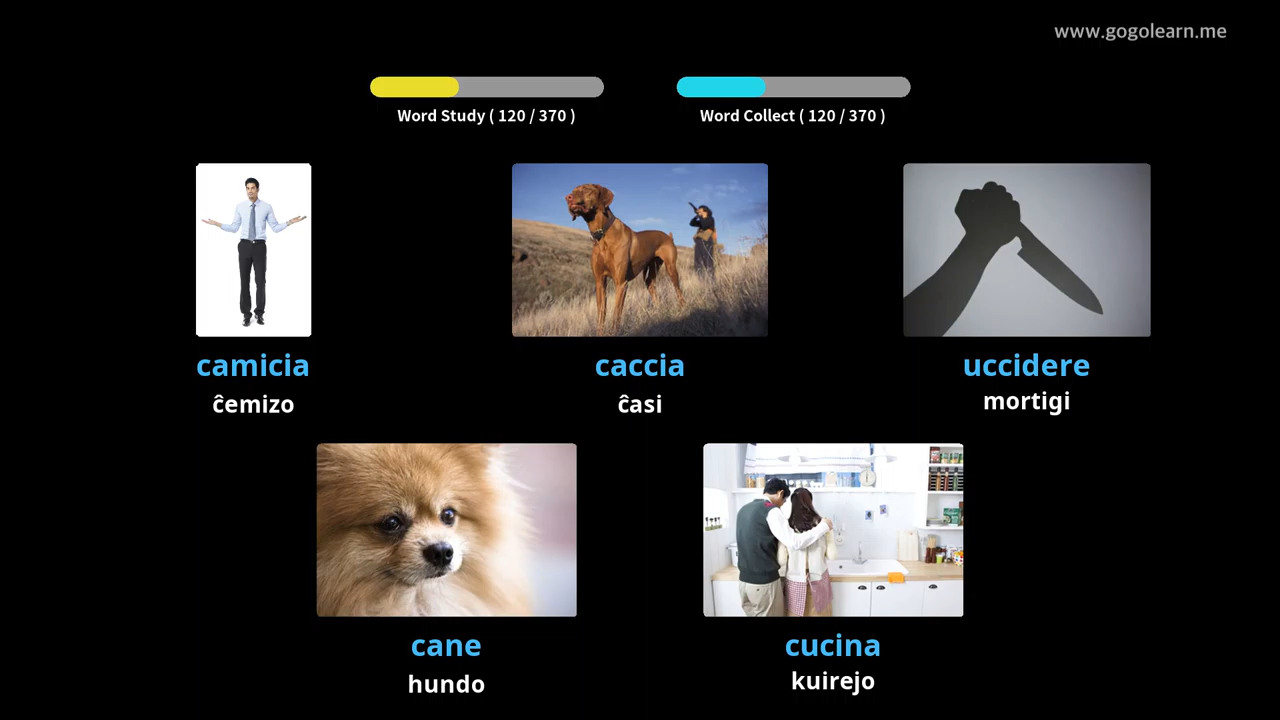 www.gogolearn.me
Word Study ( 120 / 370 )
Word Collect ( 120 / 370 )
camicia
ĉemizo
caccia
ĉasi
uccidere
mortigi
cane
hundo
cucina
kuirejo